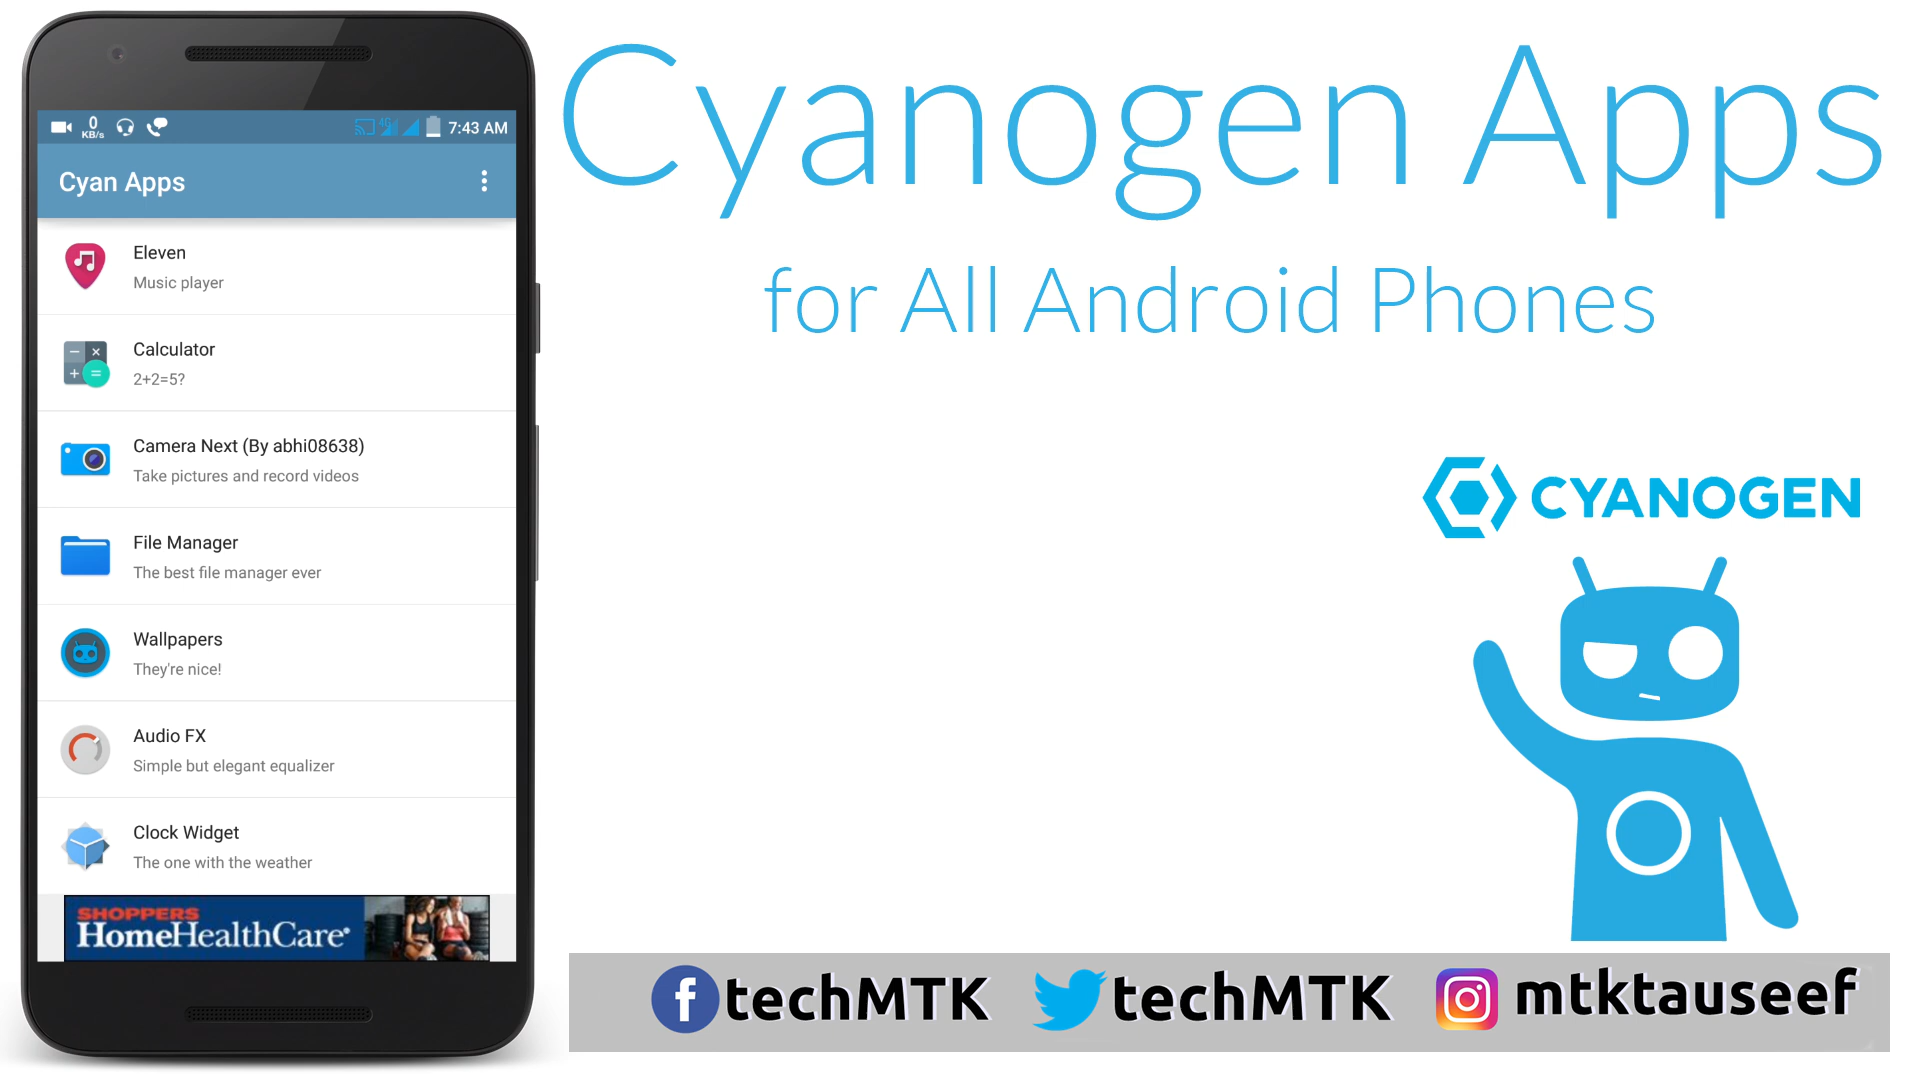 0
KB/s
4G
7:43 AM
Cyan Apps
Eleven
Music player
Calculator
2+2=5?
Camera Next (By abhi08638)
Take pictures and record videos
File Manager
The best file manager ever
Wallpapers
They're nice!
Audio FX
Simple but elegant equalizer
Clock Widget
The one with the weather
SHOPPERS
HomeHealthCare
Cyanogen Apps
for All Android Phones
CYANOGEN
techMTK
techMTK
mtktauseef